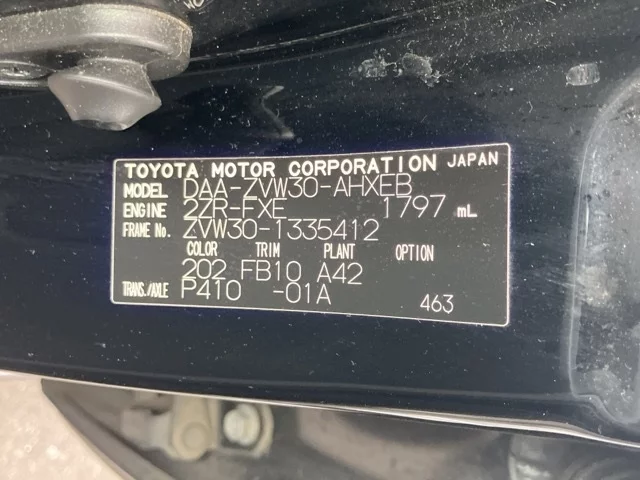 TOYOTA MOTOR CORPORATION JAPAN
MODEL DAA-ZVW30-AHXEB
ENGINE 2ZR-FXE 1797 mL
FRAME No. ZVW30-1335412
COLOR TRIM PLANT OPTION
202 FB10 A42
TRANS./AXLE P410 -01A 463